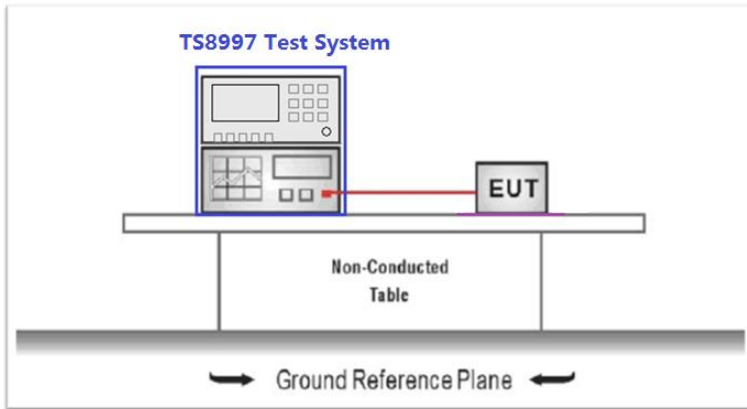 TS8997 Test System
EUT
Non-Conducted
Table
Ground Reference Plane